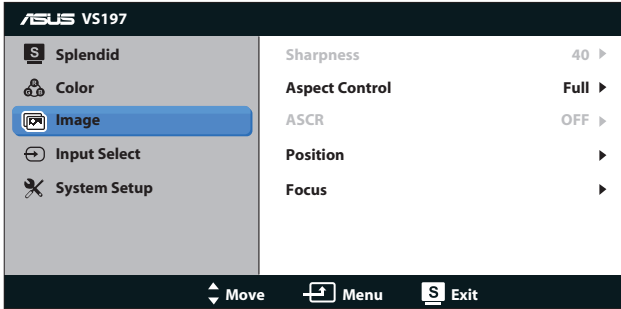 ASUS VS197
S Splendid
Color
Image
Input Select
System Setup
Sharpness 40
Aspect Control Full
ASCR OFF
Position
Focus
Move Menu S Exit